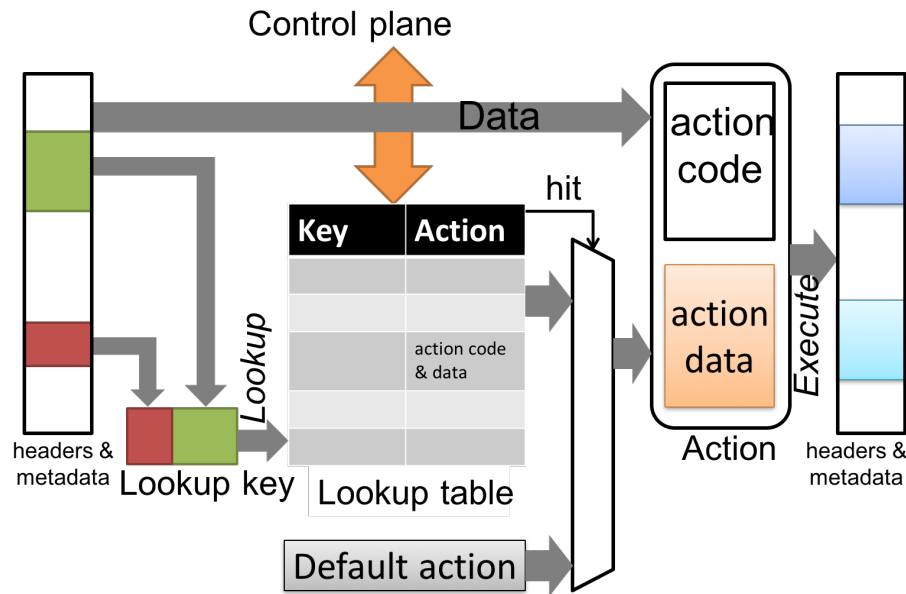 Control plane
Data
action
code
hit
Key Action
action code
& data
Lookup
action
data
Execute
headers &
metadata
Lookup key
Lookup table
Action
headers &
metadata
Default action